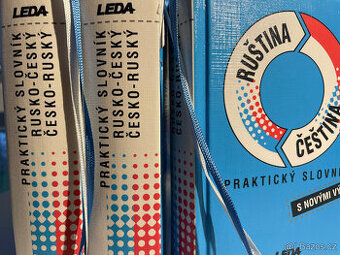 LEDA
PRAKTICKÝ SLOVNÍK
RUSKO-ČESKÝ
ČESKO-RUSKÝ
LEDA
PRAKTICKÝ SLOVNÍK
RUSKO-ČESKÝ
ČESKO-RUSKÝ
RUŠTINA
ČEŠTINA
PRAKTICKÝ SLOVNÍ
S NOVÝMI VÝ
LEDA